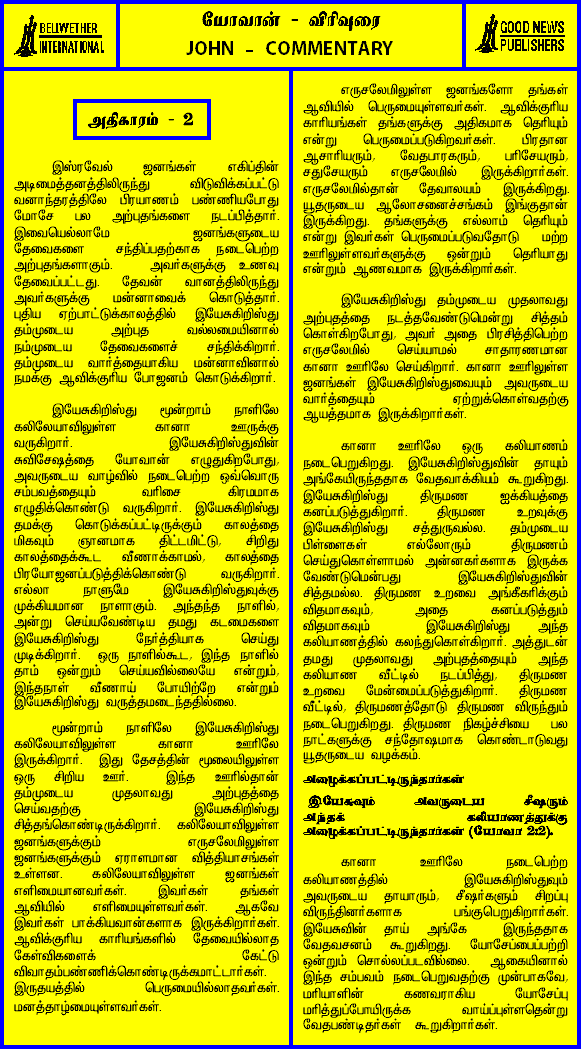 BELWETHER
INTERNATIONAL
யோவான் - விரிவுரை
JOHN - COMMENTARY
GOOD NEWS
PUBLISHERS
அதிகாரம் - 2
இஸ்ரவேல் ஜனங்கள் எகிப்தின்
அடிமைத்தனத்திலிருந்து விடுவிக்கப்பட்டு
வனாந்தரத்திலே பிரயாணம் பண்ணியபோது
மோசே பல அற்புதங்களை நடப்பித்தார்.
இவையெல்லாமே ஜனங்களுடைய
தேவைகளை சந்திப்பதற்காக நடைபெற்ற
அற்புதங்களாகும். அவர்களுக்கு உணவு
தேவைப்பட்டது. தேவன் வானத்திலிருந்து
அவர்களுக்கு மன்னாவைக் கொடுத்தார்.
புதிய ஏற்பாட்டுக்காலத்தில் இயேசுகிறிஸ்து
தம்முடைய அற்புத வல்லமையினால்
நம்முடைய தேவைகளைச் சந்திக்கிறார்.
தம்முடைய வார்த்தையாகிய மன்னாவினால்
நமக்கு ஆவிக்குரிய போஜனம் கொடுக்கிறார்.
இயேசுகிறிஸ்து மூன்றாம் நாளிலே
கலிலேயாவிலுள்ள கானா ஊருக்கு
வருகிறார். இயேசுகிறிஸ்துவின்
சுவிசேஷத்தை யோவான் எழுதுகிறபோது,
அவருடைய வாழ்வில் நடைபெற்ற ஒவ்வொரு
சம்பவத்தையும் வரிசை கிரமமாக
எழுதிக்கொண்டு வருகிறார். இயேசுகிறிஸ்து
தமக்கு கொடுக்கப்பட்டிருக்கும் காலத்தை
மிகவும் ஞானமாக திட்டமிட்டு, சிறிது
காலத்தைக்கூட வீணாக்காமல், காலத்தை
பிரயோஜனப்படுத்திக்கொண்டு வருகிறார்.
எல்லா நாளுமே இயேசுகிறிஸ்துவுக்கு
முக்கியமான நாளாகும். அந்தந்த நாளில்,
அன்று செய்யவேண்டிய தமது கடமைகளை
இயேசுகிறிஸ்து நேர்த்தியாக செய்து
முடிக்கிறார். ஒரு நாளில்கூட, இந்த நாளில்
தாம் ஒன்றும் செய்யவில்லையே என்றும்,
இந்தநாள் வீணாய் போயிற்றே என்றும்
இயேசுகிறிஸ்து வருத்தமடைந்ததில்லை.
மூன்றாம் நாளிலே இயேசுகிறிஸ்து
கலிலேயாவிலுள்ள கானா ஊரிலே
இருக்கிறார். இது தேசத்தின் மூலையிலுள்ள
ஒரு சிறிய ஊர். இந்த ஊரில்தான்
தம்முடைய முதலாவது அற்புதத்தை
செய்வதற்கு இயேசுகிறிஸ்து
சித்தங்கொண்டிருக்கிறார். கலிலேயாவிலுள்ள
ஜனங்களுக்கும் எருசலேமிலுள்ள
ஜனங்களுக்கும் ஏராளமான வித்தியாசங்கள்
உள்ளன. கலிலேயாவிலுள்ள ஜனங்கள்
எளிமையானவர்கள். இவர்கள் தங்கள்
ஆவியில் எளிமையுள்ளவர்கள். ஆகவே
இவர்கள் பாக்கியவான்களாக இருக்கிறார்கள்.
ஆவிக்குரிய காரியங்களில் தேவையில்லாத
கேள்விகளைக் கேட்டு
விவாதம்பண்ணிக்கொண்டிருக்கமாட்டார்கள்.
இருதயத்தில் பெருமையில்லாதவர்கள்.
மனத்தாழ்மையுள்ளவர்கள்.
எருசலேமிலுள்ள ஜனங்களோ தங்கள்
ஆவியில் பெருமையுள்ளவர்கள். ஆவிக்குரிய
காரியங்கள் தங்களுக்கு அதிகமாக தெரியும்
என்று பெருமைப்படுகிறவர்கள். பிரதான
ஆசாரியரும், வேதபாரகரும், பரிசேயரும்,
சதுசேயரும் எருசலேமில் இருக்கிறார்கள்.
எருசலேமில்தான் தேவாலயம் இருக்கிறது.
யூதருடைய ஆலோசனைச்சங்கம் இங்குதான்
இருக்கிறது. தங்களுக்கு எல்லாம் தெரியும்
என்று இவர்கள் பெருமைப்படுவதோடு மற்ற
ஊரிலுள்ளவர்களுக்கு ஒன்றும் தெரியாது
என்றும் ஆணவமாக இருக்கிறார்கள்.
இயேசுகிறிஸ்து தம்முடைய முதலாவது
அற்புதத்தை நடத்தவேண்டுமென்று சித்தம்
கொள்கிறபோது, அவர் அதை பிரசித்திபெற்ற
எருசலேமில் செய்யாமல் சாதாரணமான
கானா ஊரிலே செய்கிறார். கானா ஊரிலுள்ள
ஜனங்கள் இயேசுகிறிஸ்துவையும் அவருடைய
வார்த்தையும் ஏற்றுக்கொள்வதற்கு
ஆயத்தமாக இருக்கிறார்கள்.
கானா ஊரிலே ஒரு கலியாணம்
நடைபெறுகிறது. இயேசுகிறிஸ்துவின் தாயும்
அங்கேயிருந்ததாக வேதவாக்கியம் கூறுகிறது.
இயேசுகிறிஸ்து திருமண ஐக்கியத்தை
கனப்படுத்துகிறார். திருமண உறவுக்கு
இயேசுகிறிஸ்து சத்துருவல்ல. தம்முடைய
பிள்ளைகள் எல்லோரும் திருமணம்
செய்துகொள்ளாமல் அன்னகர்களாக இருக்க
வேண்டுமென்பது இயேசுகிறிஸ்துவின்
சித்தமல்ல. திருமண உறவை அங்கீகரிக்கும்
விதமாகவும், அதை கனப்படுத்தும்
விதமாகவும் இயேசுகிறிஸ்து அந்த
கலியாணத்தில் கலந்துகொள்கிறார். அத்துடன்
தமது முதலாவது அற்புதத்தையும் அந்த
கலியாண வீட்டில் நடப்பித்து, திருமண
உறவை மேன்மைப்படுத்துகிறார். திருமண
வீட்டில், திருமணத்தோடு திருமண விருந்தும்
நடைபெறுகிறது. திருமண நிகழ்ச்சியை பல
நாட்களுக்கு சந்தோஷமாக கொண்டாடுவது
யூதருடைய வழக்கம்.
அழைக்கப்பட்டிருந்தார்கள்
இயேசுவும் அவருடைய சீஷரும்
அந்தக் கலியாணத்துக்கு
அழைக்கப்பட்டிருந்தார்கள் (யோவா 2:2).
கானா ஊரிலே நடைபெற்ற
கலியாணத்தில் இயேசுகிறிஸ்துவும்
அவருடைய தாயாரும், சீஷர்களும் சிறப்பு
விருந்தினர்களாக பங்குபெறுகிறார்கள்.
இயேசுவின் தாய் அங்கே இருந்ததாக
வேதவசனம் கூறுகிறது. யோசேப்பைப்பற்றி
ஒன்றும் சொல்லப்படவில்லை. ஆகையினால்
இந்த சம்பவம் நடைபெறுவதற்கு முன்பாகவே,
மரியாளின் கணவராகிய யோசேப்பு
மரித்துப்போயிருக்க வாய்ப்புள்ளதென்று
வேதபண்டிதர்கள் கூறுகிறார்கள்.